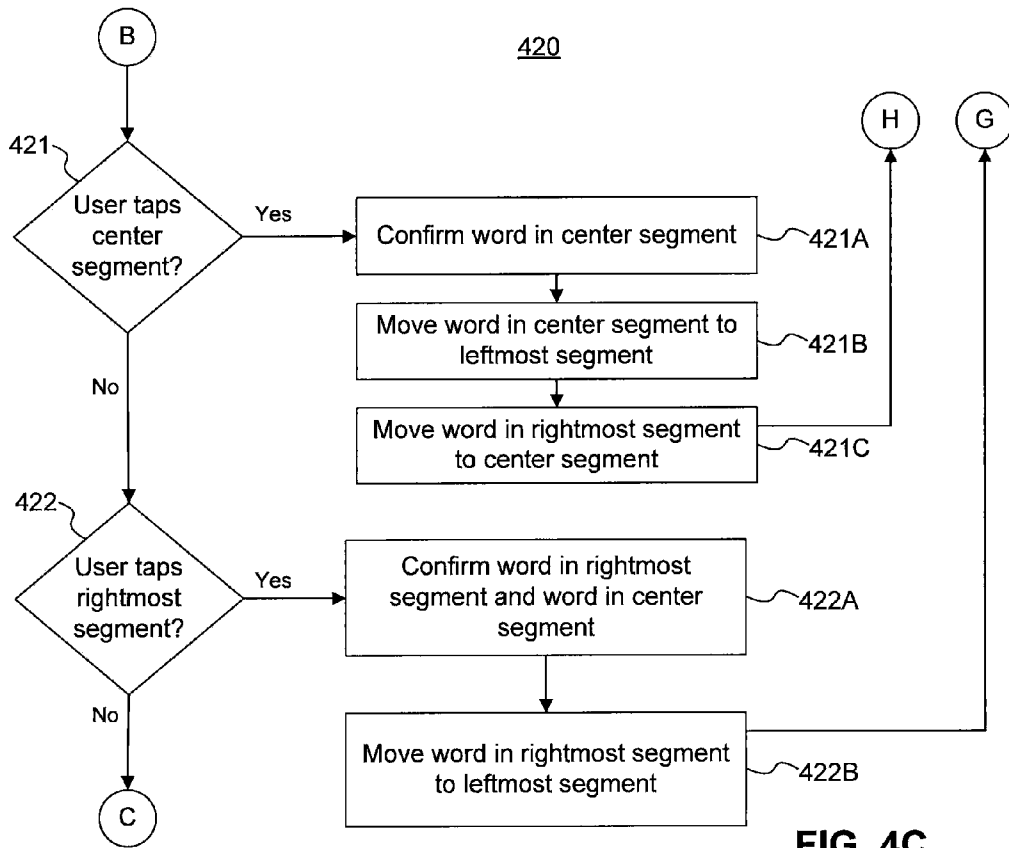 B
420
H
G
421
User taps
center
segment?
Yes
Confirm word in center segment
421A
Move word in center segment to
leftmost segment
421B
No
Move word in rightmost segment
to center segment
421C
422
User taps
rightmost
segment?
Yes
Confirm word in rightmost
segment and word in center
segment
422A
No
Move word in rightmost segment
to leftmost segment
422B
C
FIG. 4C